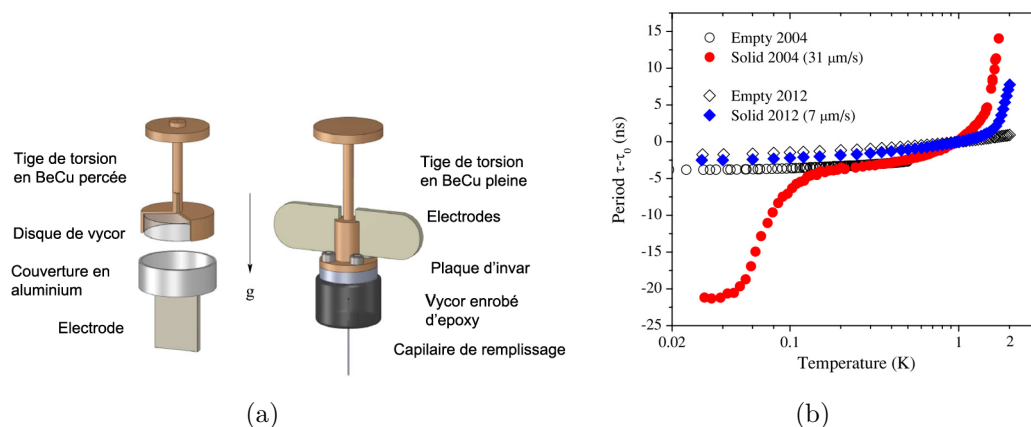 Tige de torsion
en BeCu percée
Disque de vycor
Couverture en
aluminium
Electrode
g
Tige de torsion
en BeCu pleine
Electrodes
Plaque d'invar
Vycor enrobé
d'epoxy
Capilaire de remplissage
(a)
Period τ-τ0 (ns)
15
10
5
0
-5
-10
-15
-20
-25
Empty 2004
Solid 2004 (31 μm/s)
Empty 2012
Solid 2012 (7 μm/s)
0.02
0.1
1
2
Temperature (K)
(b)